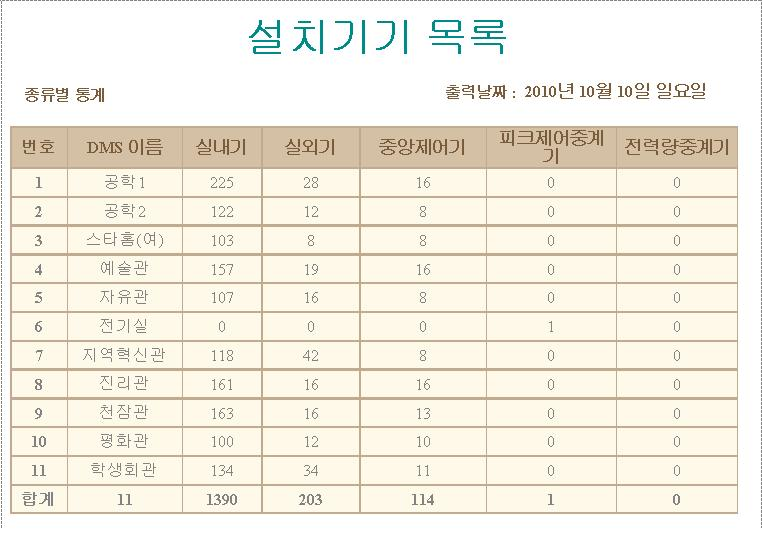 설치기기 목록
종류별 통계 출력날짜 : 2010년 10월 10일 일요일
번호 DMS 이름 실내기 실외기 중앙제어기 피크제어중계기 전력량중계기
1 공학1 225 28 16 0 0
2 공학2 122 12 8 0 0
3 스타홈(여) 103 8 8 0 0
4 예술관 157 19 16 0 0
5 자유관 107 16 8 0 0
6 전기실 0 0 0 1 0
7 지역혁신관 118 42 8 0 0
8 진리관 161 16 16 0 0
9 천잠관 163 16 13 0 0
10 평화관 100 12 10 0 0
11 학생회관 134 34 11 0 0
합계 11 1390 203 114 1 0